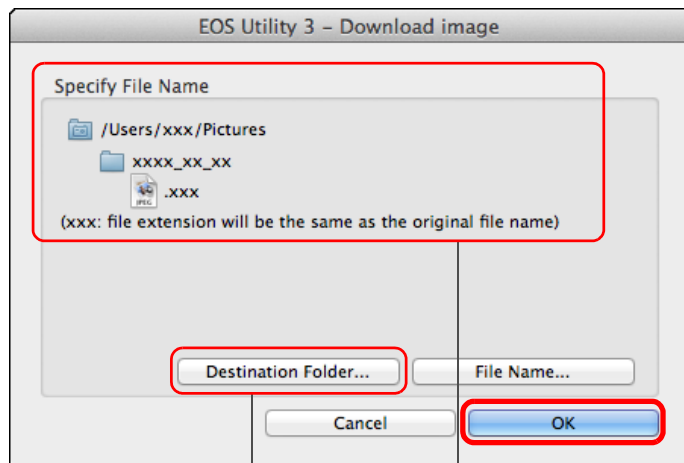 EOS Utility 3 – Download image
Specify File Name
/Users/xxx/Pictures
xxxx_xx_xx
JPEG
.xxx
(xxx: file extension will be the same as the original file name)
Destination Folder...
File Name...
Cancel
OK